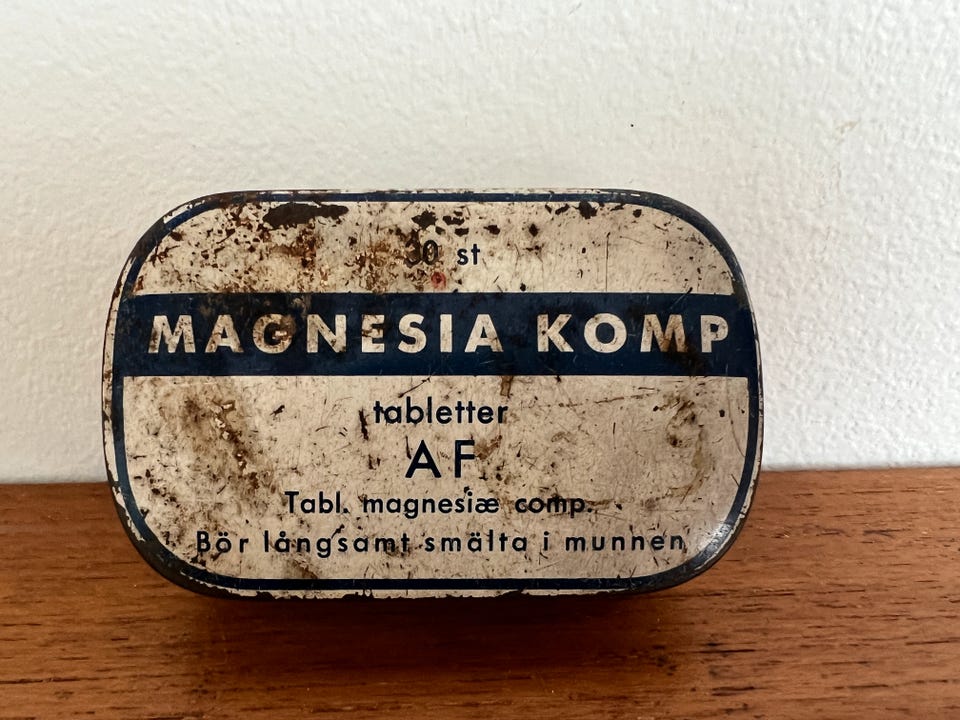 30 st
MAGNESIA KOMP
tabletter
AF
Tabl. magnesiæ comp.
Bör långsamt smälta i munnen